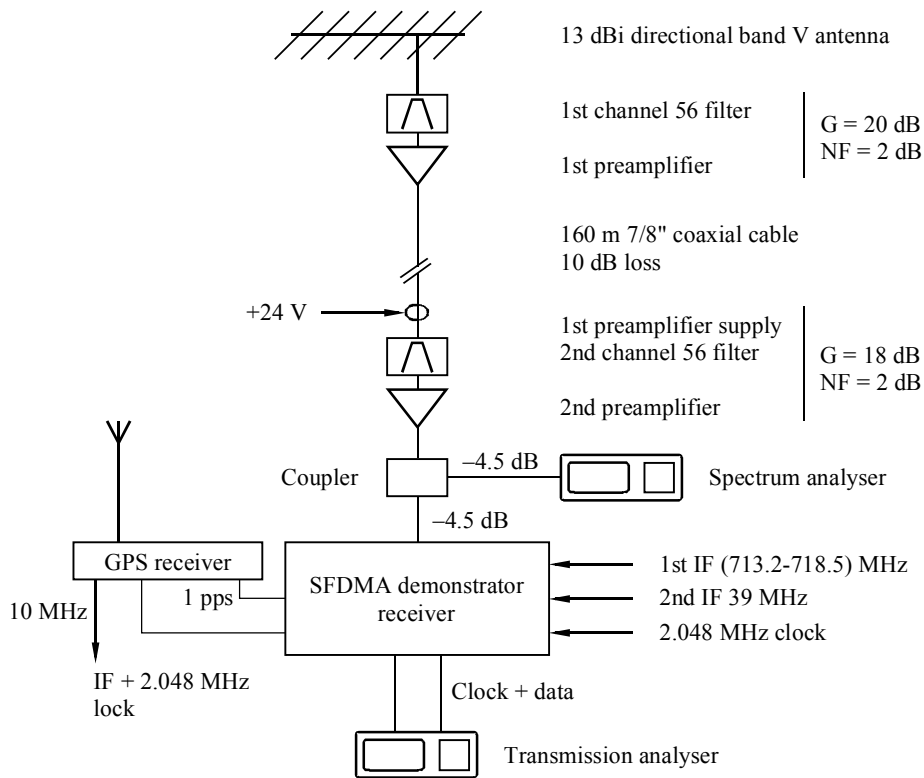 13 dBi directional band V antenna
1st channel 56 filter
G = 20 dB
NF = 2 dB
1st preamplifier
160 m 7/8" coaxial cable
10 dB loss
+24 V
1st preamplifier supply
2nd channel 56 filter
G = 18 dB
NF = 2 dB
2nd preamplifier
Coupler
–4.5 dB
Spectrum analyser
–4.5 dB
GPS receiver
1 pps
10 MHz
SFDMA demonstrator
receiver
1st IF (713.2-718.5) MHz
2nd IF 39 MHz
2.048 MHz clock
IF + 2.048 MHz
lock
Clock + data
Transmission analyser